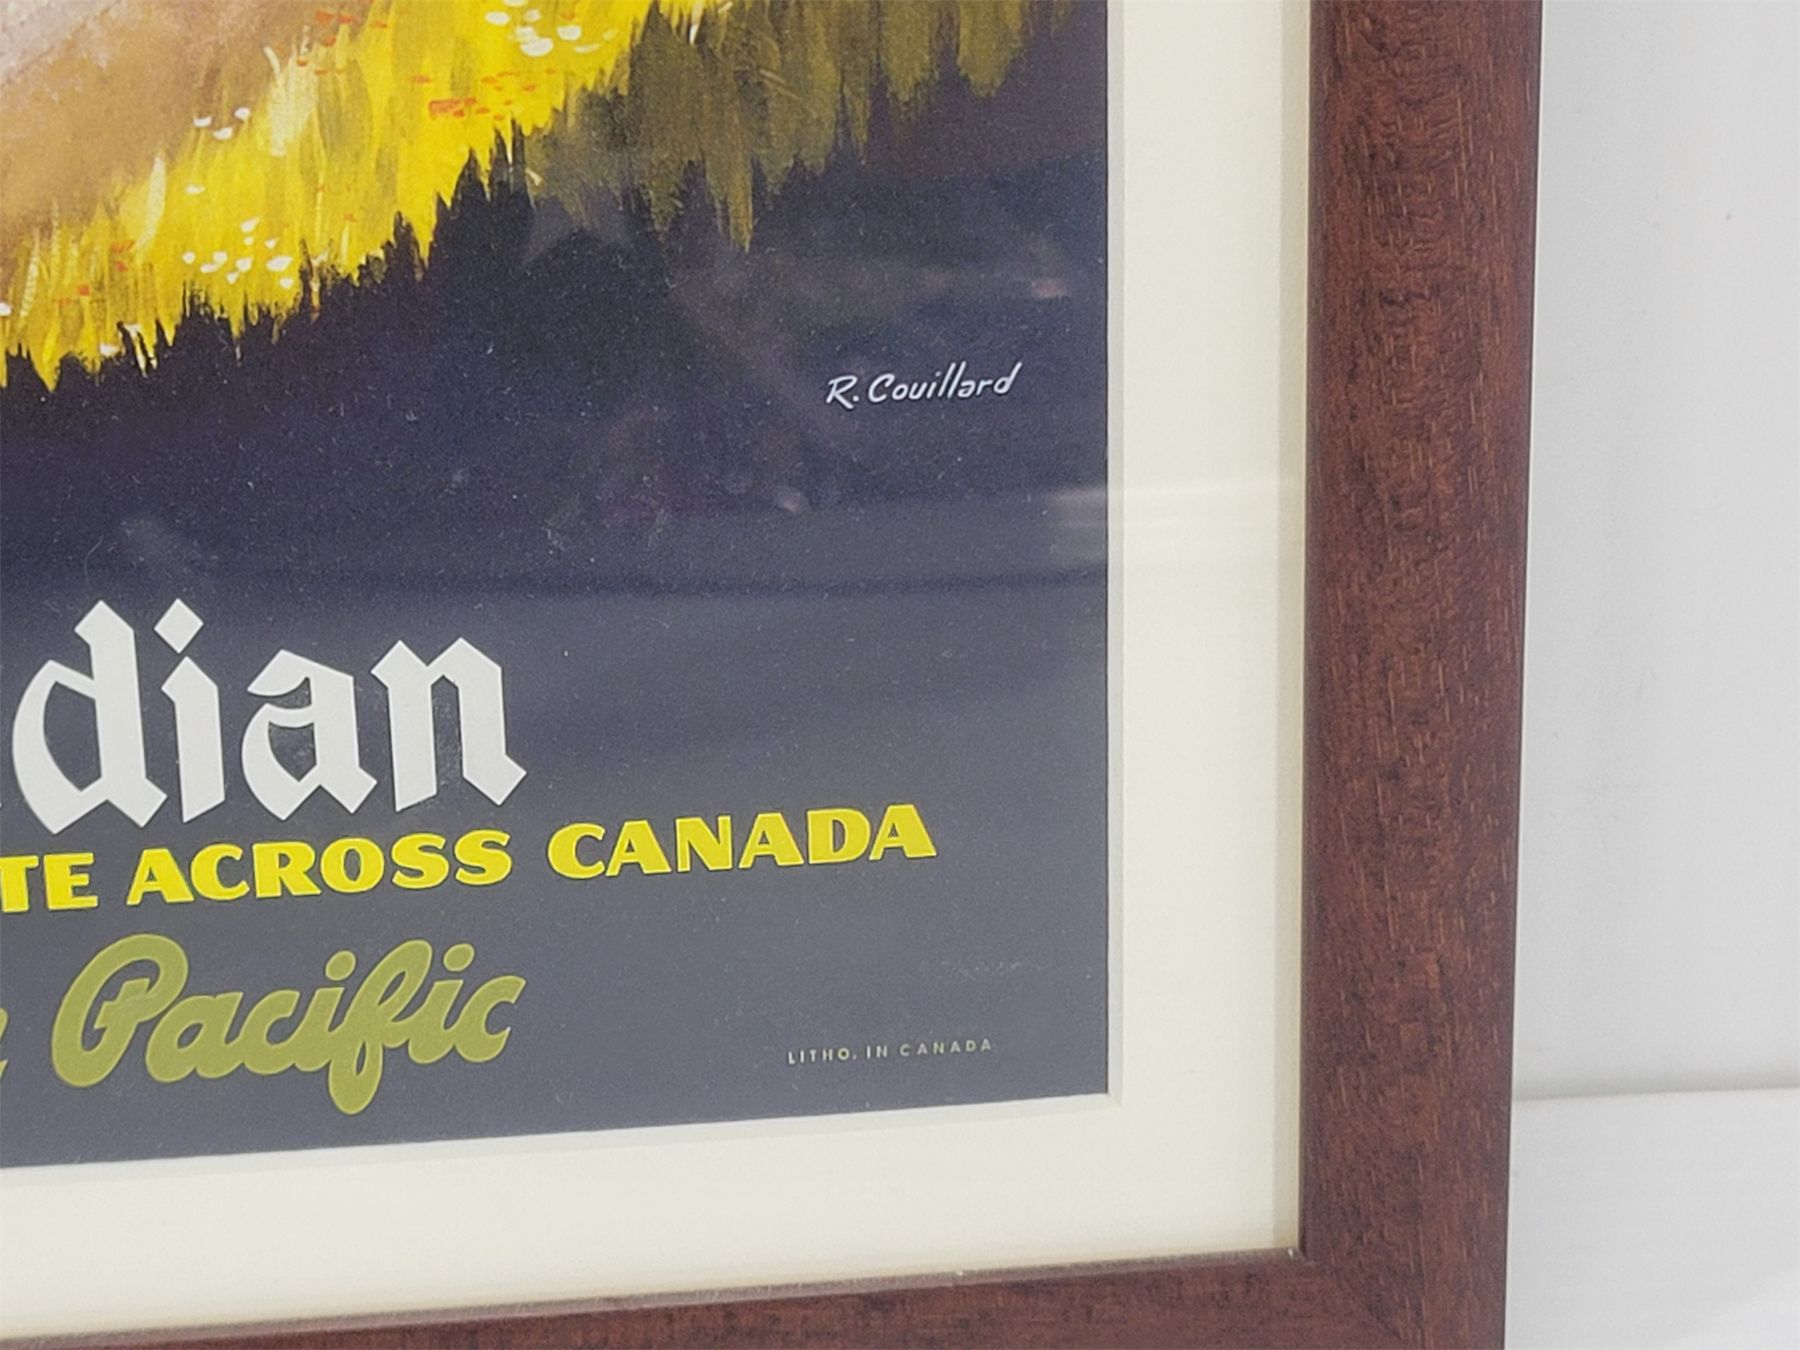 R. Couillard
dian
TE ACROSS CANADA
Pacific
LITHO. IN CANADA